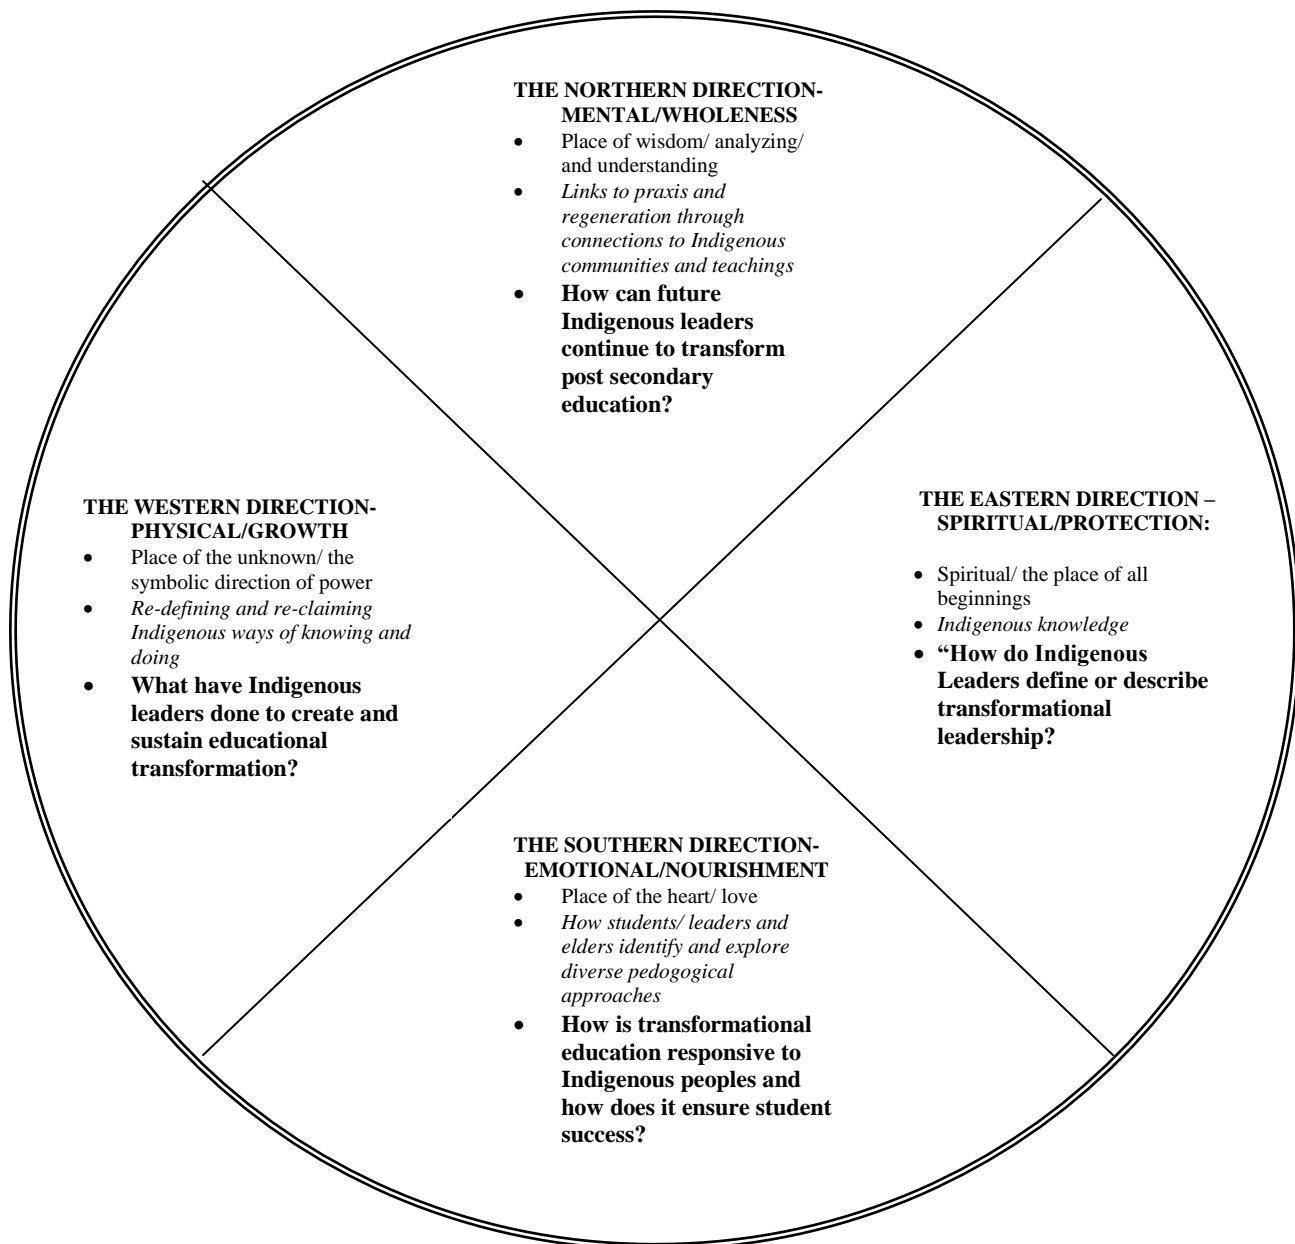 THE NORTHERN DIRECTION-
MENTAL/WHOLENESS
• Place of wisdom/ analyzing/
and understanding
• Links to praxis and
regeneration through
connections to Indigenous
communities and teachings
• How can future
Indigenous leaders
continue to transform
post secondary
education?
THE WESTERN DIRECTION-
PHYSICAL/GROWTH
• Place of the unknown/ the
symbolic direction of power
• Re-defining and re-claiming
Indigenous ways of knowing and
doing
• What have Indigenous
leaders done to create and
sustain educational
transformation?
THE EASTERN DIRECTION –
SPIRITUAL/PROTECTION:
• Spiritual/ the place of all
beginnings
• Indigenous knowledge
• “How do Indigenous
Leaders define or describe
transformational
leadership?
THE SOUTHERN DIRECTION-
EMOTIONAL/NOURISHMENT
• Place of the heart/ love
• How students/ leaders and
elders identify and explore
diverse pedogogical
approaches
• How is transformational
education responsive to
Indigenous peoples and
how does it ensure student
success?